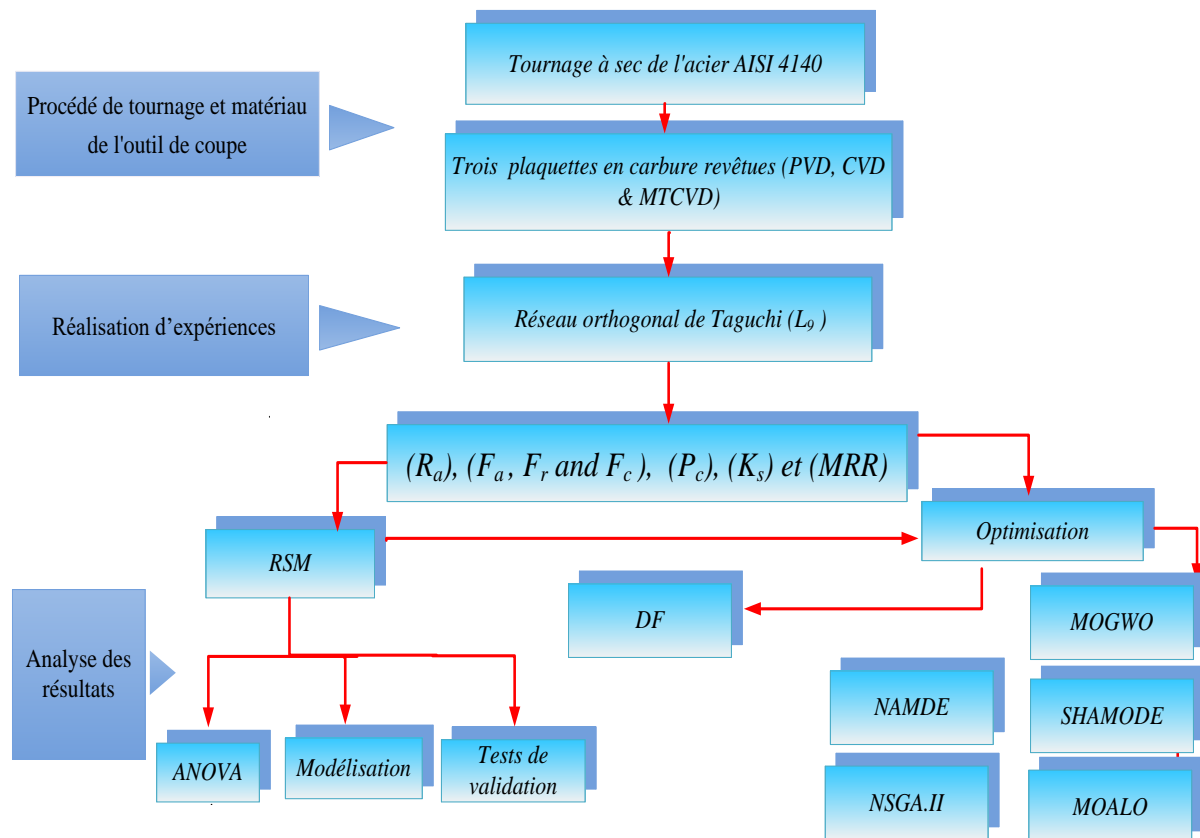 Tournage à sec de l'acier AISI 4140
Procédé de tournage et matériau
de l'outil de coupe
Trois plaquettes en carbure revêtues (PVD, CVD
& MTCVD)
Réalisation d’expériences
Réseau orthogonal de Taguchi (L₉ )
(Rₐ), (Fₐ , Fᵣ and F꜀ ), (P꜀), (Kₛ) et (MRR)
RSM
Optimisation
DF
MOGWO
Analyse des
résultats
NAMDE
SHAMODE
ANOVA
Modélisation
Tests de
validation
NSGA.II
MOALO